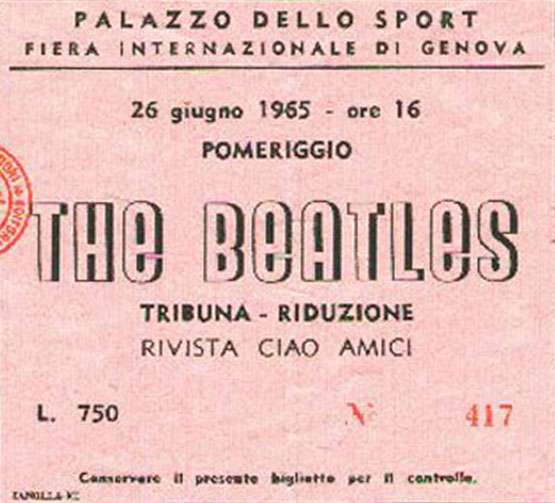 PALAZZO DELLO SPORT
FIERA INTERNAZIONALE DI GENOVA
26 giugno 1965 - ore 16
POMERIGGIO
THE BEATLES
TRIBUNA - RIDUZIONE
RIVISTA CIAO AMICI
L. 750
N° 417
Conservare il presente biglietto per il controllo.